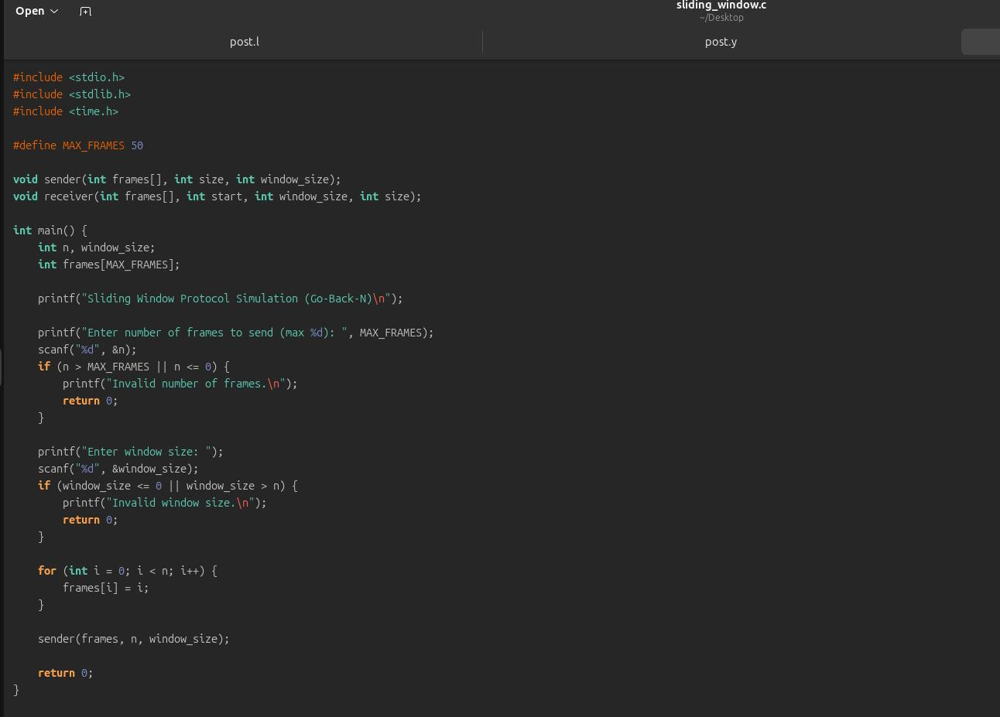 Open
sliding_window.c
~/Desktop
post.l
post.y
#include <stdio.h>
#include <stdlib.h>
#include <time.h>

#define MAX_FRAMES 50

void sender(int frames[], int size, int window_size);
void receiver(int frames[], int start, int window_size, int size);

int main() {
    int n, window_size;
    int frames[MAX_FRAMES];

    printf("Sliding Window Protocol Simulation (Go-Back-N)\n");

    printf("Enter number of frames to send (max %d): ", MAX_FRAMES);
    scanf("%d", &n);
    if (n > MAX_FRAMES || n <= 0) {
        printf("Invalid number of frames.\n");
        return 0;
    }

    printf("Enter window size: ");
    scanf("%d", &window_size);
    if (window_size <= 0 || window_size > n) {
        printf("Invalid window size.\n");
        return 0;
    }

    for (int i = 0; i < n; i++) {
        frames[i] = i;
    }

    sender(frames, n, window_size);

    return 0;
}